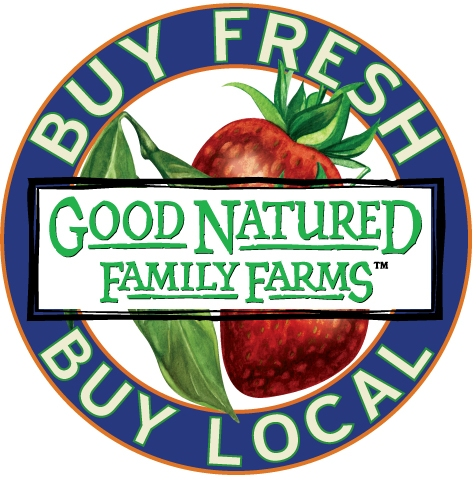 BUY FRESH
GOOD NATURED
FAMILY FARMS™
BUY LOCAL